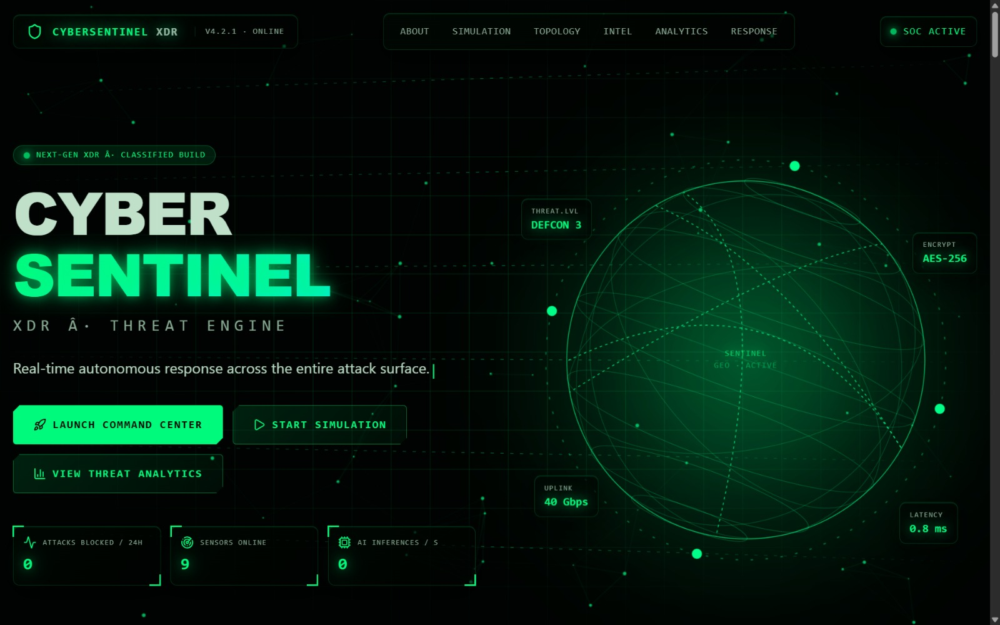 CYBERSENTINEL XDR V4.2.1 · ONLINE
ABOUT SIMULATION TOPOLOGY INTEL ANALYTICS RESPONSE
SOC ACTIVE
NEXT-GEN XDR Â· CLASSIFIED BUILD
CYBER
SENTINEL
XDR Â· THREAT ENGINE
Real-time autonomous response across the entire attack surface.
LAUNCH COMMAND CENTER
START SIMULATION
VIEW THREAT ANALYTICS
ATTACKS BLOCKED / 24H
0
SENSORS ONLINE
9
AI INFERENCES / S
0
THREAT.LVL
DEFCON 3
ENCRYPT
AES-256
SENTINEL
GEO · ACTIVE
UPLINK
40 Gbps
LATENCY
0.8 ms